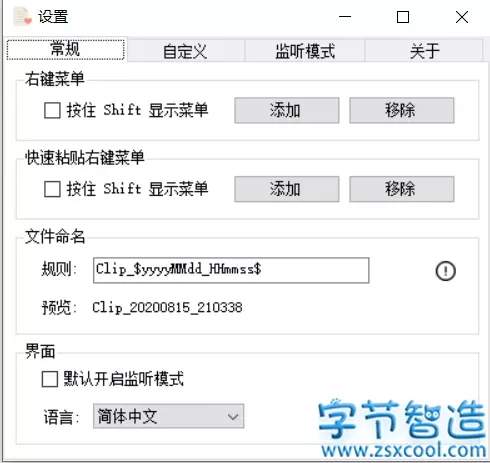 设置
常规 自定义 监听模式 关于
右键菜单
按住 Shift 显示菜单 添加 移除
快速粘贴右键菜单
按住 Shift 显示菜单 添加 移除
文件命名
规则: Clip_$yyyyMMdd_HHmmss$
预览: Clip_20200815_210338
界面
默认开启监听模式
语言: 简体中文
字节智造
www.zsxcool.com